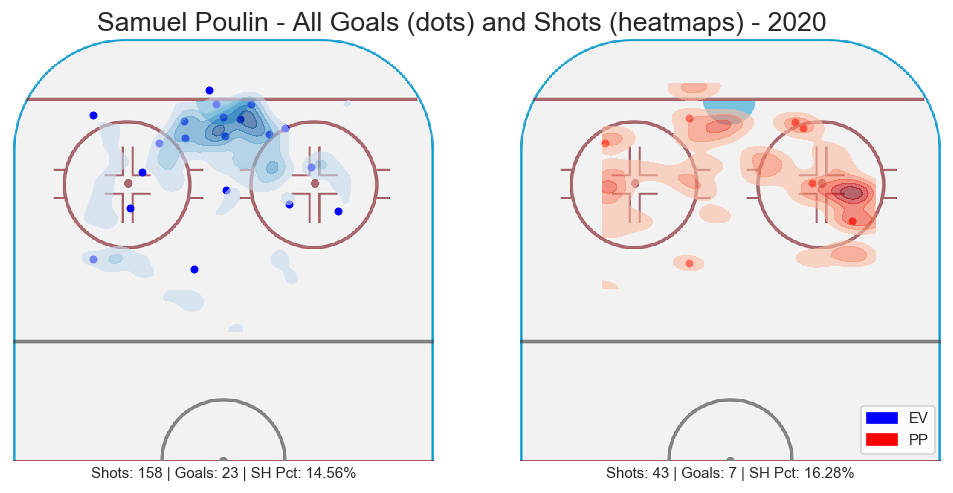 Samuel Poulin - All Goals (dots) and Shots (heatmaps) - 2020
EV
PP
Shots: 158 | Goals: 23 | SH Pct: 14.56%
Shots: 43 | Goals: 7 | SH Pct: 16.28%